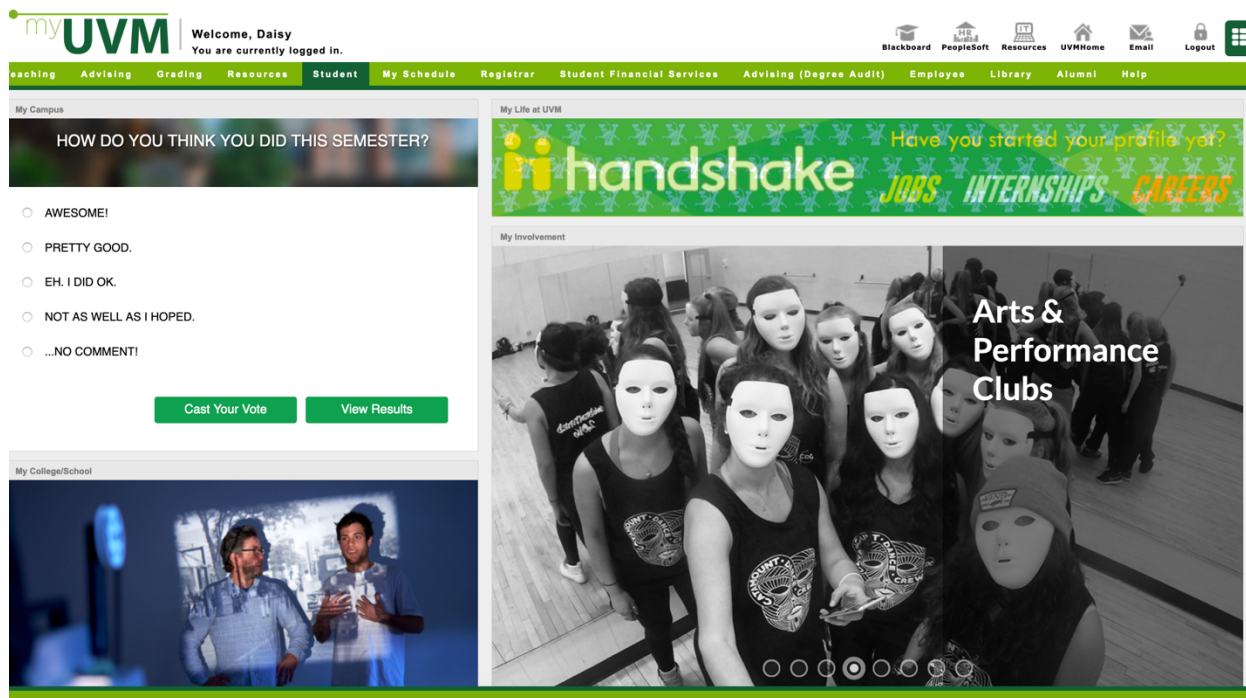 myUVM
Welcome, Daisy
You are currently logged in.
Blackboard PeopleSoft Resources UVMHome Email Logout
eaching Advising Grading Resources Student My Schedule Registrar Student Financial Services Advising (Degree Audit) Employee Library Alumni Help
My Campus
HOW DO YOU THINK YOU DID THIS SEMESTER?
AWESOME!
PRETTY GOOD.
EH. I DID OK.
NOT AS WELL AS I HOPED.
...NO COMMENT!
Cast Your Vote View Results
My College/School
My Life at UVM
handshake
Have you started your profile yet?
JOBS INTERNSHIPS CAREERS
My Involvement
Arts &
Performance
Clubs
CATAMOUNT DANCE CREW